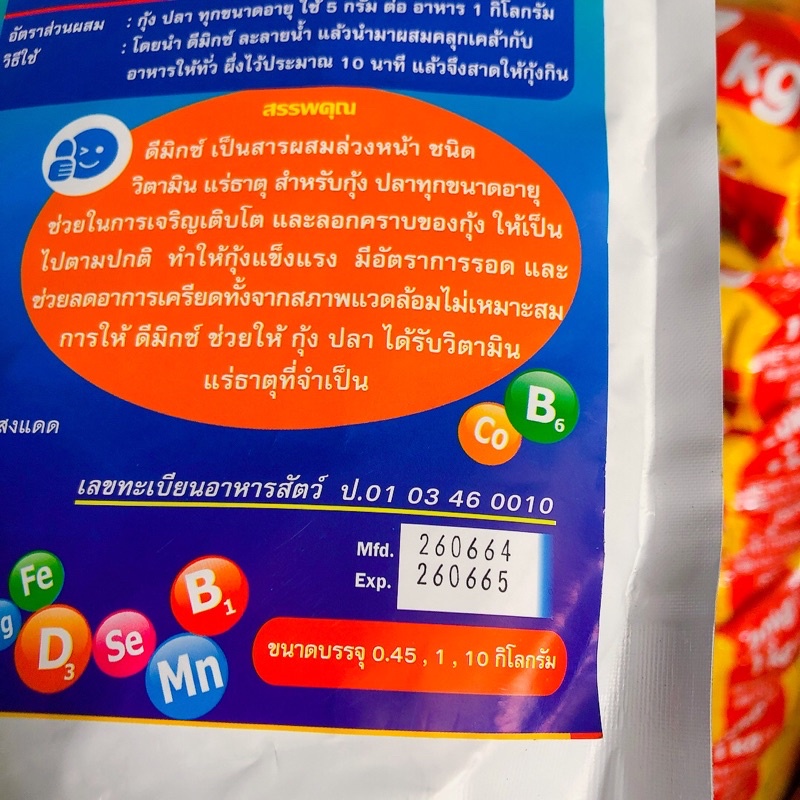 อัตราส่วนผสม : กุ้ง ปลา ทุกขนาดอายุ ใช้ 5 กรัม ต่อ อาหาร 1 กิโลกรัม
วิธีใช้ : โดยนำ ดีมิกซ์ ละลายน้ำ แล้วนำมาผสมคลุกเคล้ากับ
อาหารให้ทั่ว ผึ่งไว้ประมาณ 10 นาที แล้วจึงสาดให้กุ้งกิน
kg
สรรพคุณ
ดีมิกซ์ เป็นสารผสมล่วงหน้า ชนิด
วิตามิน แร่ธาตุ สำหรับกุ้ง ปลาทุกขนาดอายุ
ช่วยในการเจริญเติบโต และลอกคราบของกุ้ง ให้เป็น
ไปตามปกติ ทำให้กุ้งแข็งแรง มีอัตราการรอด และ
ช่วยลดอาการเครียดทั้งจากสภาพแวดล้อมไม่เหมาะสม
การให้ ดีมิกซ์ ช่วยให้ กุ้ง ปลา ได้รับวิตามิน
แร่ธาตุที่จำเป็น
B6
Co
สงแดด
เลขทะเบียนอาหารสัตว์ ป.01 03 46 0010
Mfd. 260664
Exp. 260665
Fe
B1
g
D3
Se
Mn
ขนาดบรรจุ 0.45 , 1 , 10 กิโลกรัม